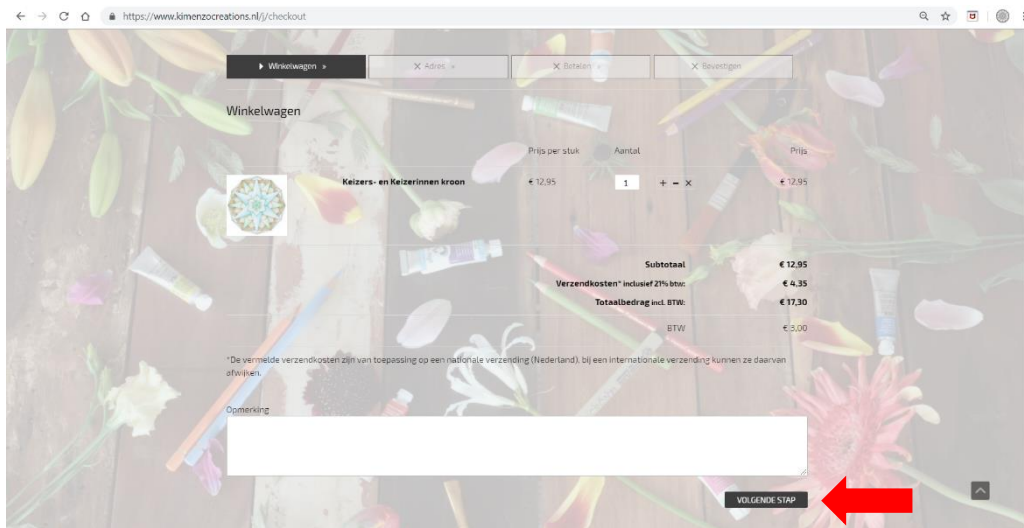 https://www.kimenzocreations.nl/j/checkout
Winkelwagen »
X Adres »
X Betalen »
X Bevestigen
Winkelwagen
Prijs per stuk Aantal Prijs
Keizers- en Keizerinnen kroon € 12,95 1 + - × € 12,95
Subtotaal € 12,95
Verzendkosten* inclusief 21% btw: € 4,35
Totaalbedrag incl. BTW: € 17,30
BTW € 3,00
*De vermelde verzendkosten zijn van toepassing op een nationale verzending (Nederland), bij een internationale verzending kunnen ze daarvan
afwijken.
Opmerking
VOLGENDE STAP